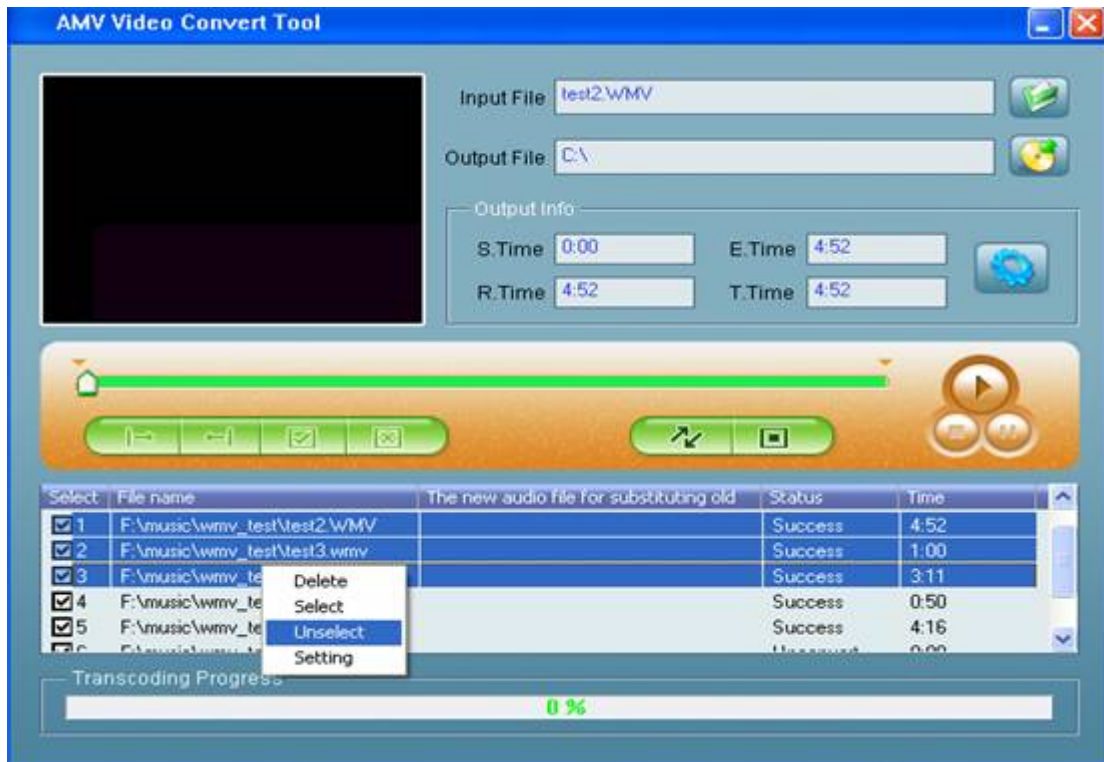 AMV Video Convert Tool
Input File test2.WMV
Output File C:\
Output Info
S.Time 0:00 E.Time 4:52
R.Time 4:52 T.Time 4:52
Select File name The new audio file for substituting old Status Time
1 F:\music\wmv_test\test2.WMV Success 4:52
2 F:\music\wmv_test\test3.wmv Success 1:00
3 F:\music\wmv_te Success 3:11
Delete
4 F:\music\wmv_te Success 0:50
Select
5 F:\music\wmv_te Success 4:16
Unselect
Setting
Transcoding Progress
0 %